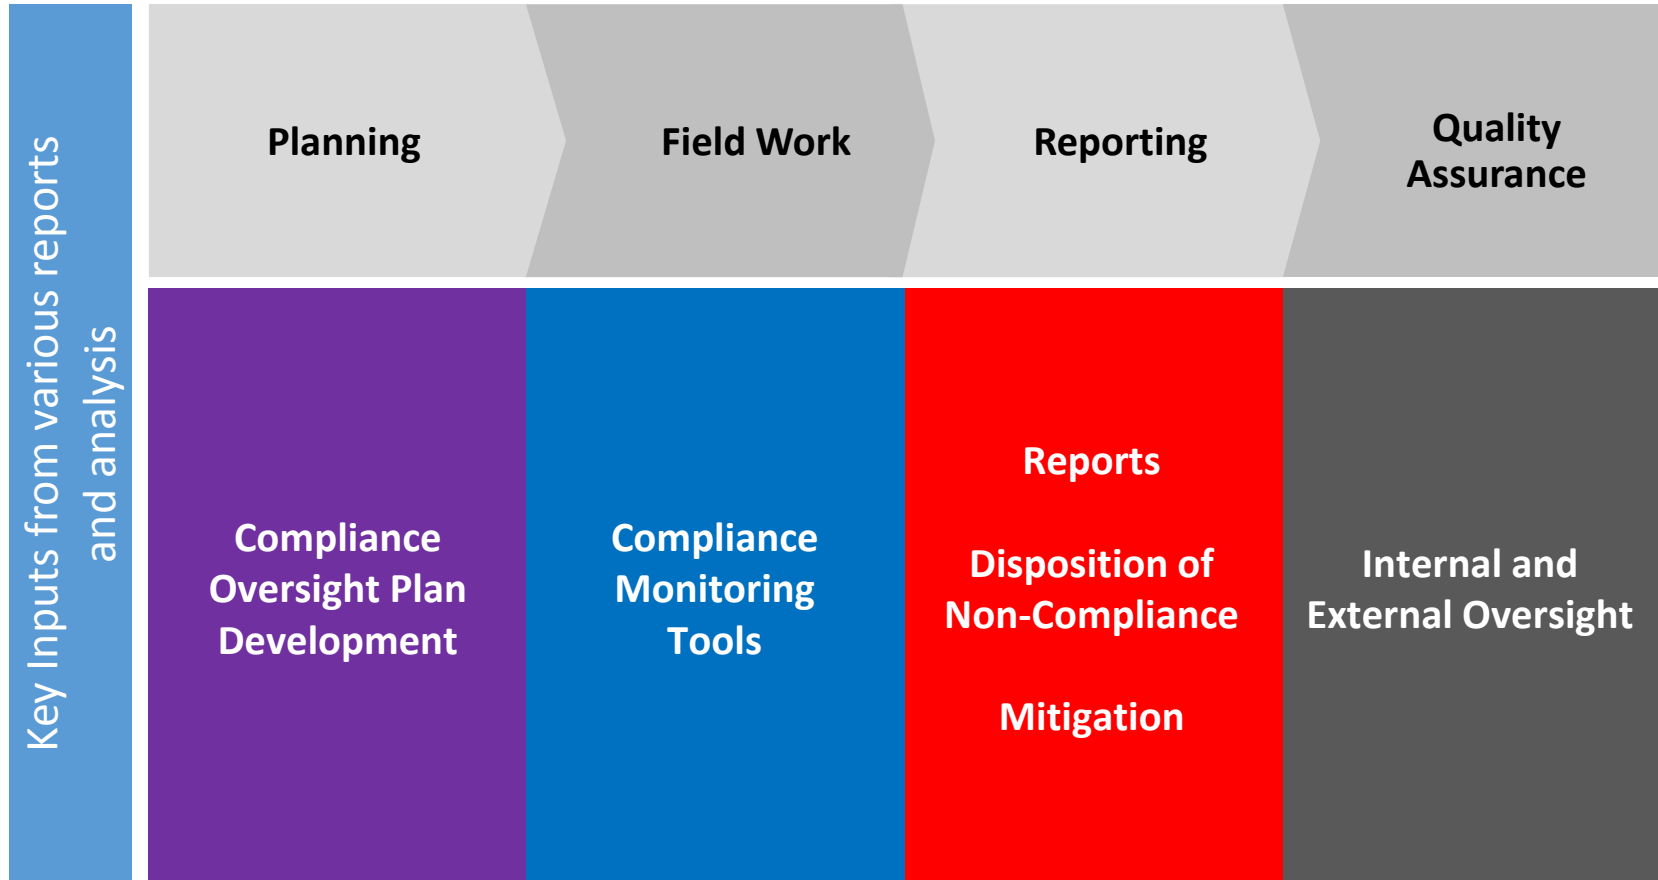 Key Inputs from various reports
and analysis
Planning
Field Work
Reporting
Quality
Assurance
Compliance
Oversight Plan
Development
Compliance
Monitoring
Tools
Reports
Disposition of
Non-Compliance
Mitigation
Internal and
External Oversight